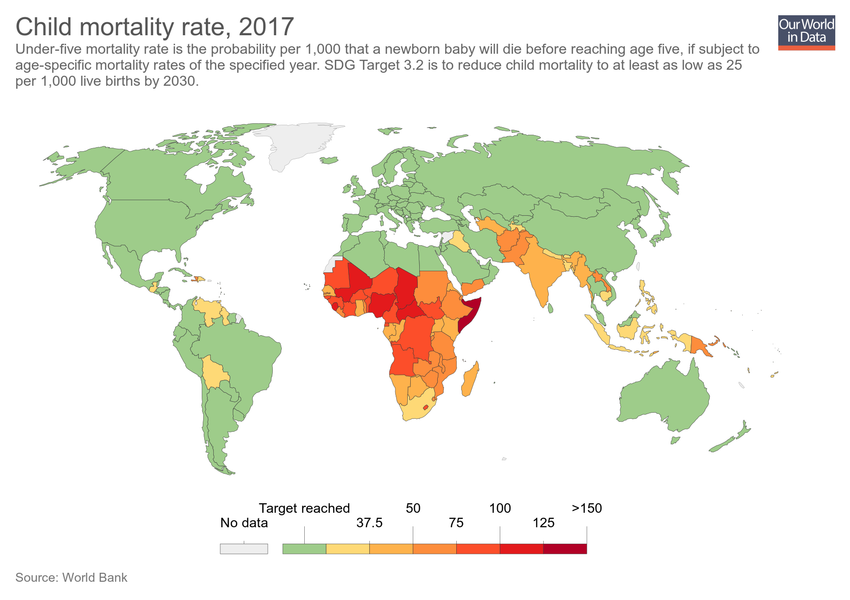 Child mortality rate, 2017
Our World
in Data
Under-five mortality rate is the probability per 1,000 that a newborn baby will die before reaching age five, if subject to
age-specific mortality rates of the specified year. SDG Target 3.2 is to reduce child mortality to at least as low as 25
per 1,000 live births by 2030.
Target reached 50 100 >150
No data 37.5 75 125
Source: World Bank